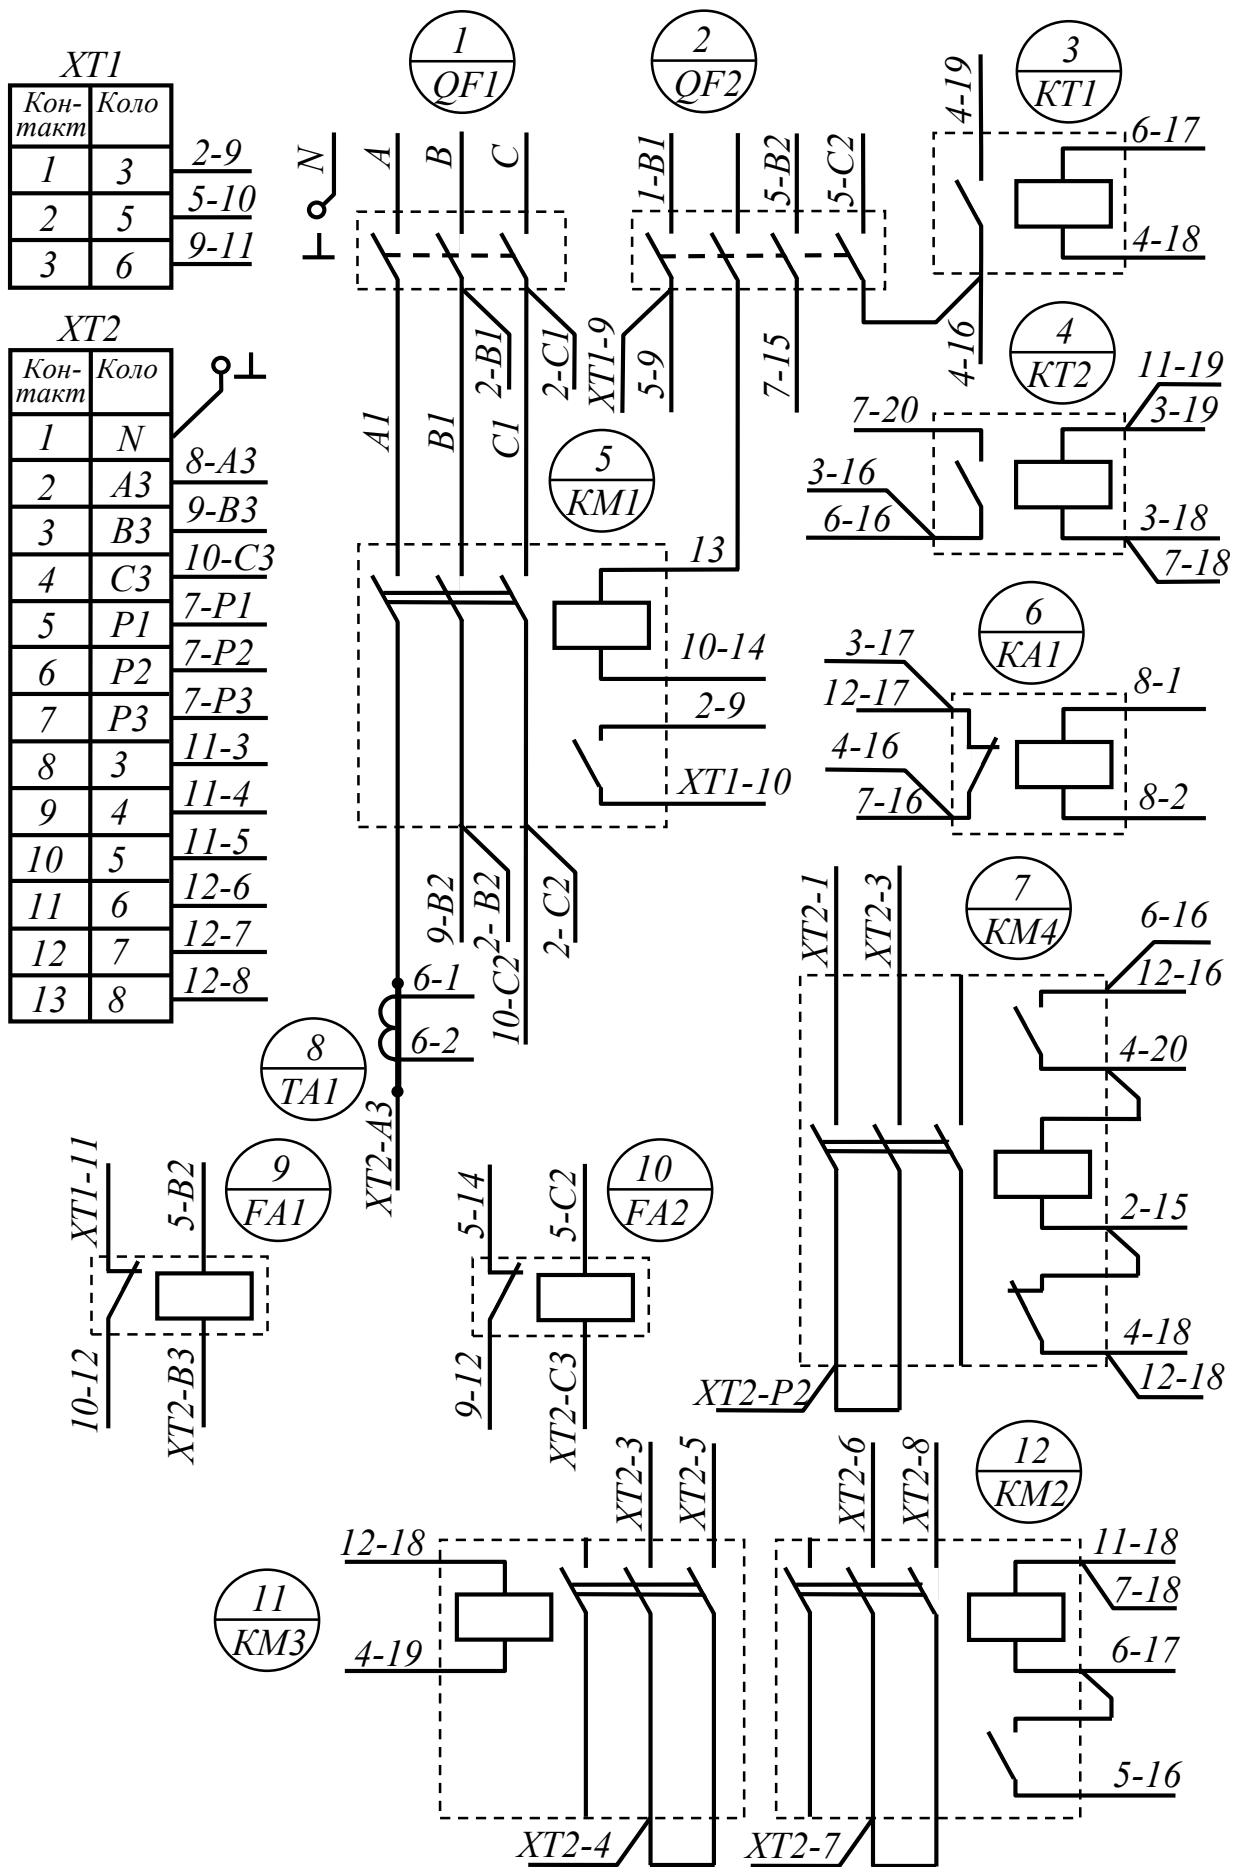 XT1
Кон-
такт
Коло
1 3 2-9
2 5 5-10
3 6 9-11
XT2
Кон-
такт
Коло
1 N
2 A3 8-A3
3 B3 9-B3
4 C3 10-C3
5 P1 7-P1
6 P2 7-P2
7 P3 7-P3
8 3 11-3
9 4 11-4
10 5 11-5
11 6 12-6
12 7 12-7
13 8 12-8
1
QF1
N
A
B
C
2-B1
2-C1
A1
B1
C1
2
QF2
1-B1
5-B2
5-C2
XT1-9
5-9
7-15
3
KT1
4-19
6-17
4-18
4-16
4
KT2
7-20
3-16
6-16
11-19
3-19
3-18
7-18
5
KM1
13
10-14
2-9
XT1-10
9-B2
2- B2
10-C2
2- C2
6
KA1
3-17
12-17
4-16
7-16
8-1
8-2
7
KM4
XT2-1
XT2-3
6-16
12-16
4-20
2-15
4-18
12-18
XT2-P2
8
TA1
6-1
6-2
XT2-A3
9
FA1
XT1-11
5-B2
10-12
XT2-B3
10
FA2
5-14
5-C2
9-12
XT2-C3
11
KM3
12-18
4-19
XT2-3
XT2-5
XT2-4
12
KM2
XT2-6
XT2-8
11-18
7-18
6-17
5-16
XT2-7